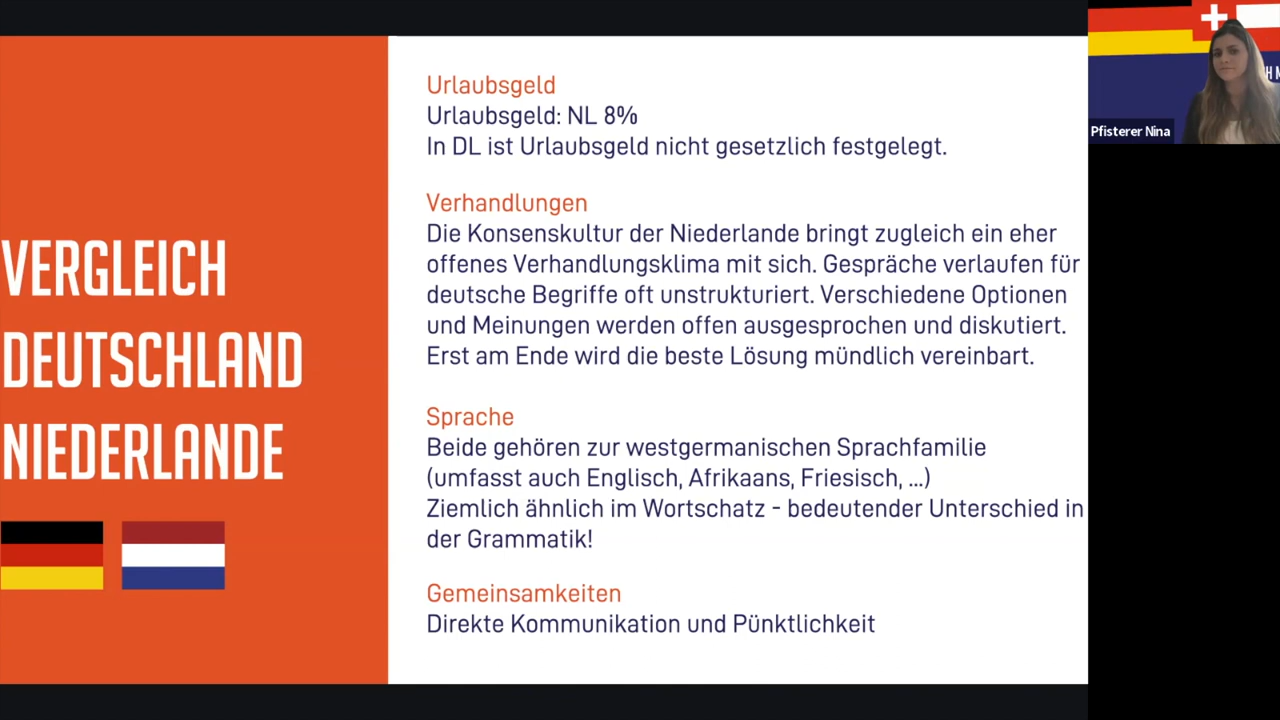 VERGLEICH
DEUTSCHLAND
NIEDERLANDE
Urlaubsgeld
Urlaubsgeld: NL 8%
In DL ist Urlaubsgeld nicht gesetzlich festgelegt.
Verhandlungen
Die Konsenskultur der Niederlande bringt zugleich ein eher
offenes Verhandlungsklima mit sich. Gespräche verlaufen für
deutsche Begriffe oft unstrukturiert. Verschiedene Optionen
und Meinungen werden offen ausgesprochen und diskutiert.
Erst am Ende wird die beste Lösung mündlich vereinbart.
Sprache
Beide gehören zur westgermanischen Sprachfamilie
(umfasst auch Englisch, Afrikaans, Friesisch, ...)
Ziemlich ähnlich im Wortschatz - bedeutender Unterschied in
der Grammatik!
Gemeinsamkeiten
Direkte Kommunikation und Pünktlichkeit
Pfisterer Nina